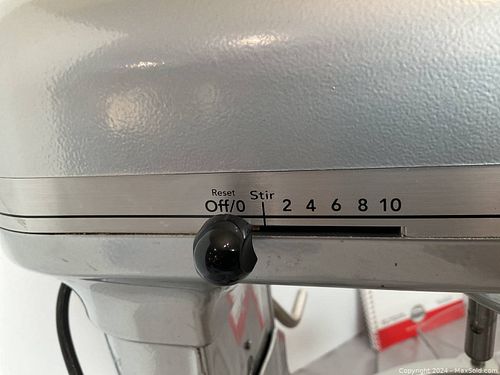 Reset
Off/0 Stir 2 4 6 8 10
Copyright 2024 - MaxSold.com